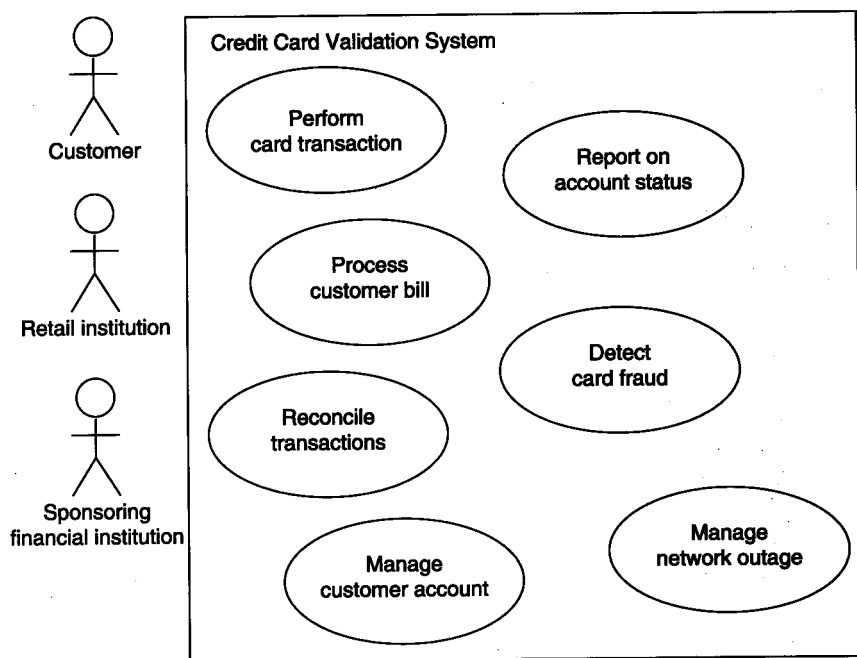 Credit Card Validation System
Customer
Retail institution
Sponsoring
financial institution
Perform
card transaction
Report on
account status
Process
customer bill
Detect
card fraud
Reconcile
transactions
Manage
customer account
Manage
network outage